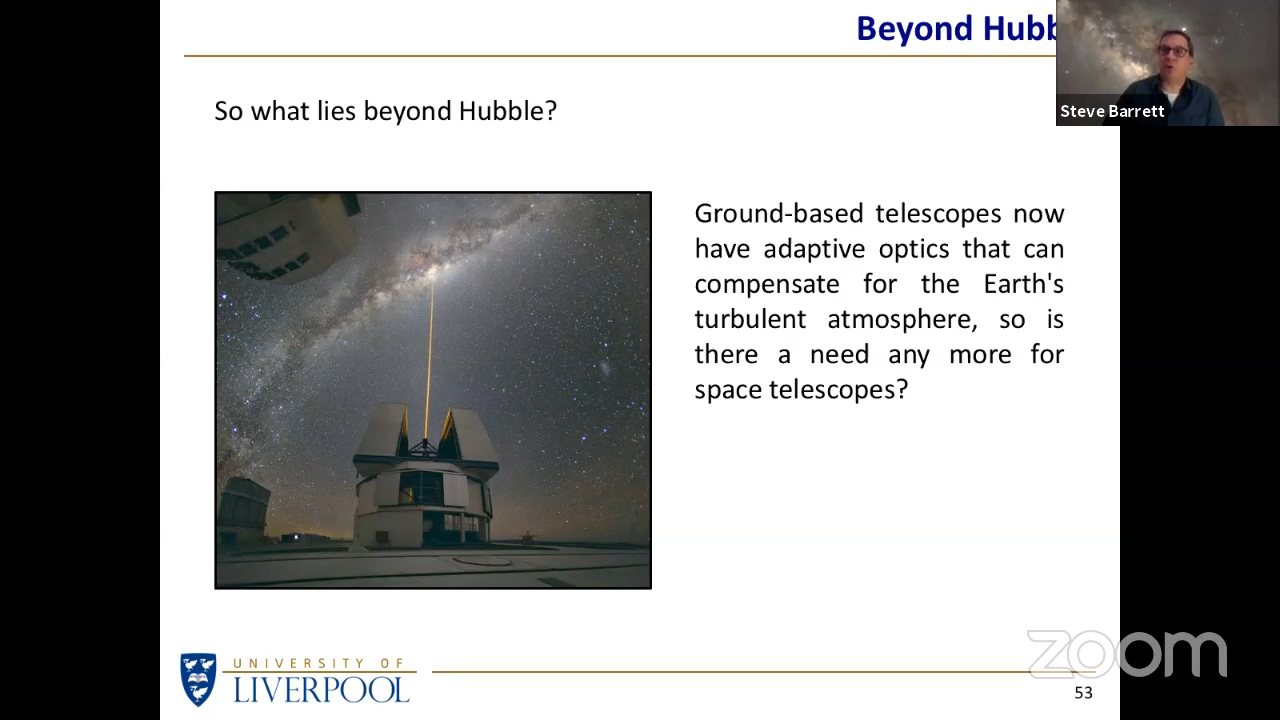 Beyond Hubb
Steve Barrett
So what lies beyond Hubble?
Ground-based telescopes now
have adaptive optics that can
compensate for the Earth's
turbulent atmosphere, so is
there a need any more for
space telescopes?
UNIVERSITY OF
LIVERPOOL
zoom
53